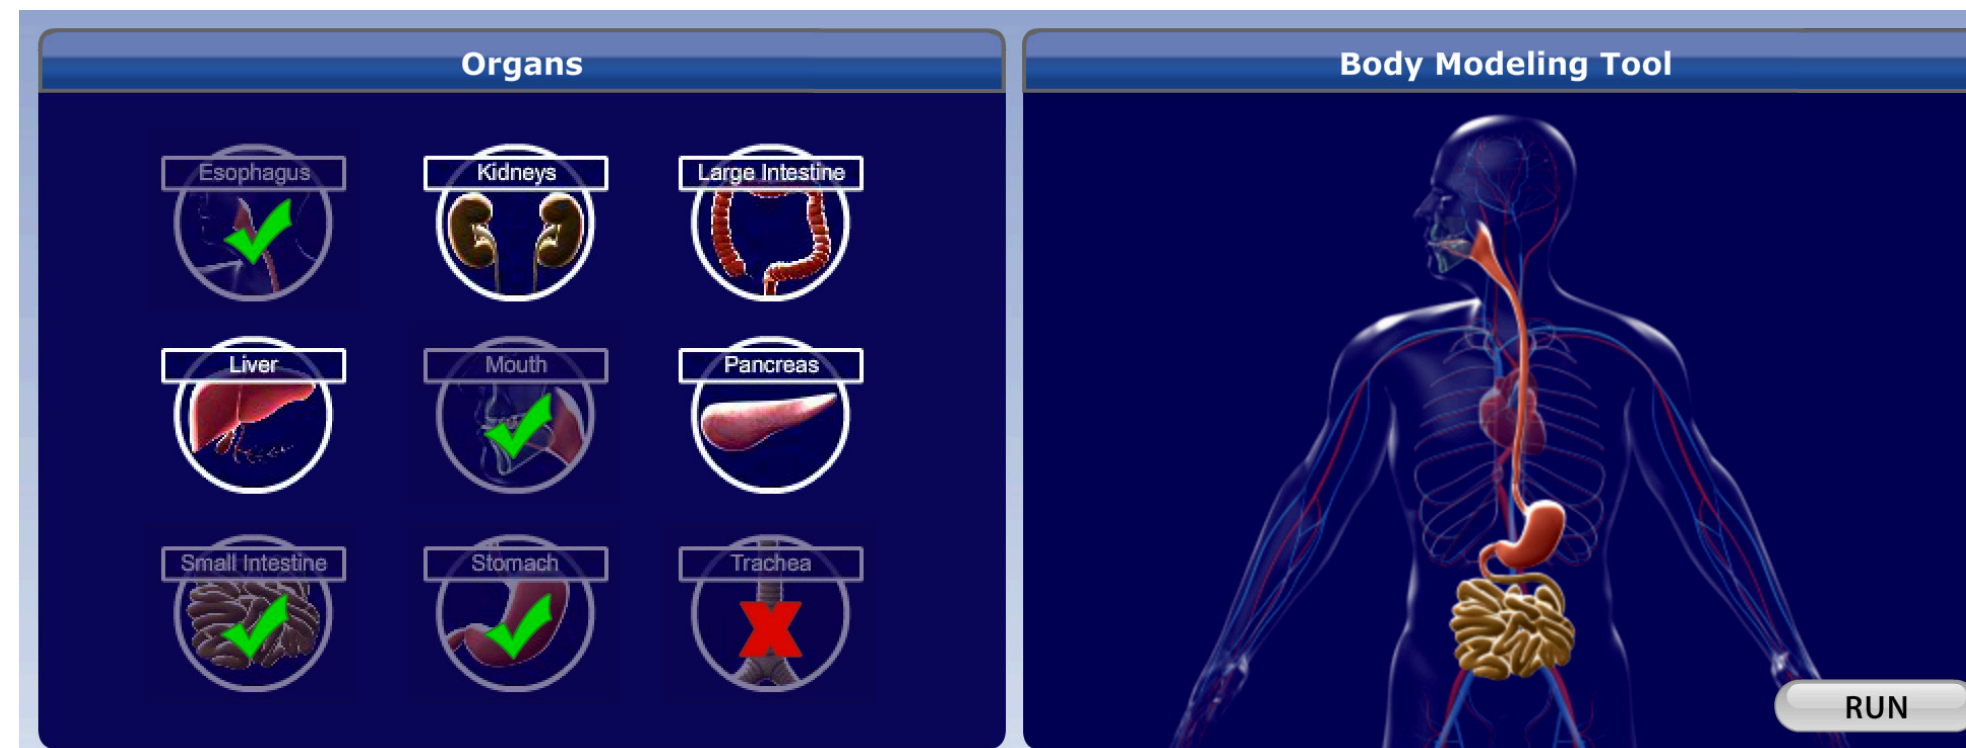 Organs
Esophagus
Kidneys
Large Intestine
Liver
Mouth
Pancreas
Small Intestine
Stomach
Trachea
Body Modeling Tool
RUN